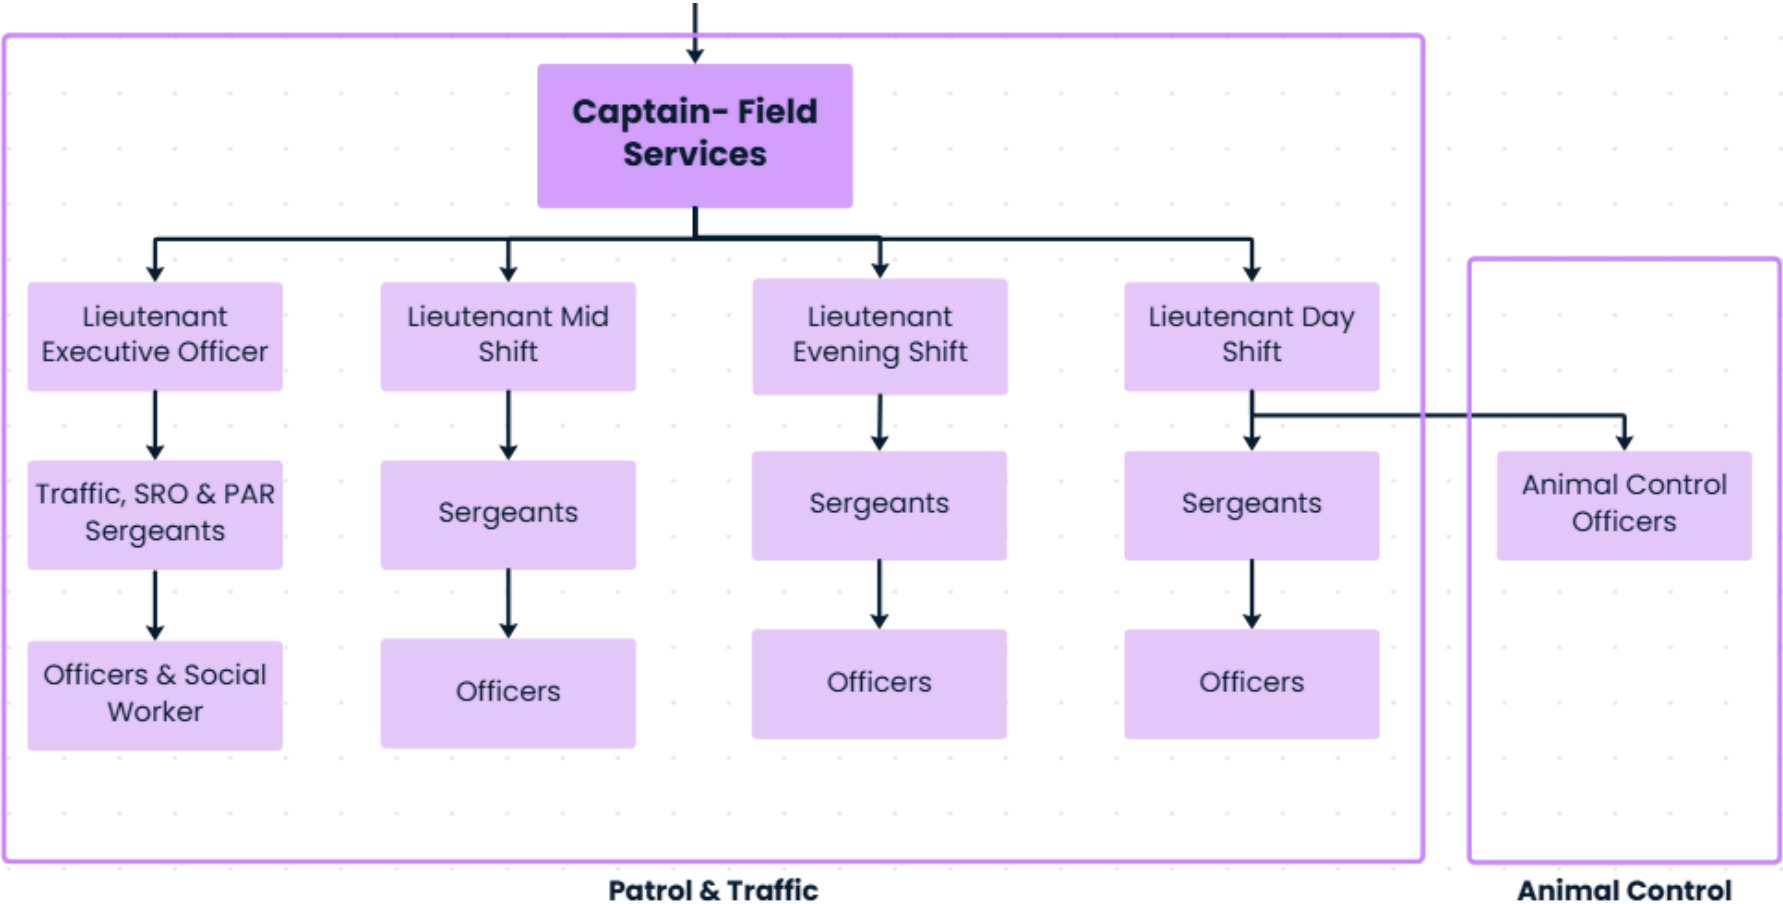 Captain- Field
Services
Lieutenant
Executive Officer
Lieutenant Mid
Shift
Lieutenant
Evening Shift
Lieutenant Day
Shift
Traffic, SRO & PAR
Sergeants
Sergeants
Sergeants
Sergeants
Animal Control
Officers
Officers & Social
Worker
Officers
Officers
Officers
Patrol & Traffic
Animal Control